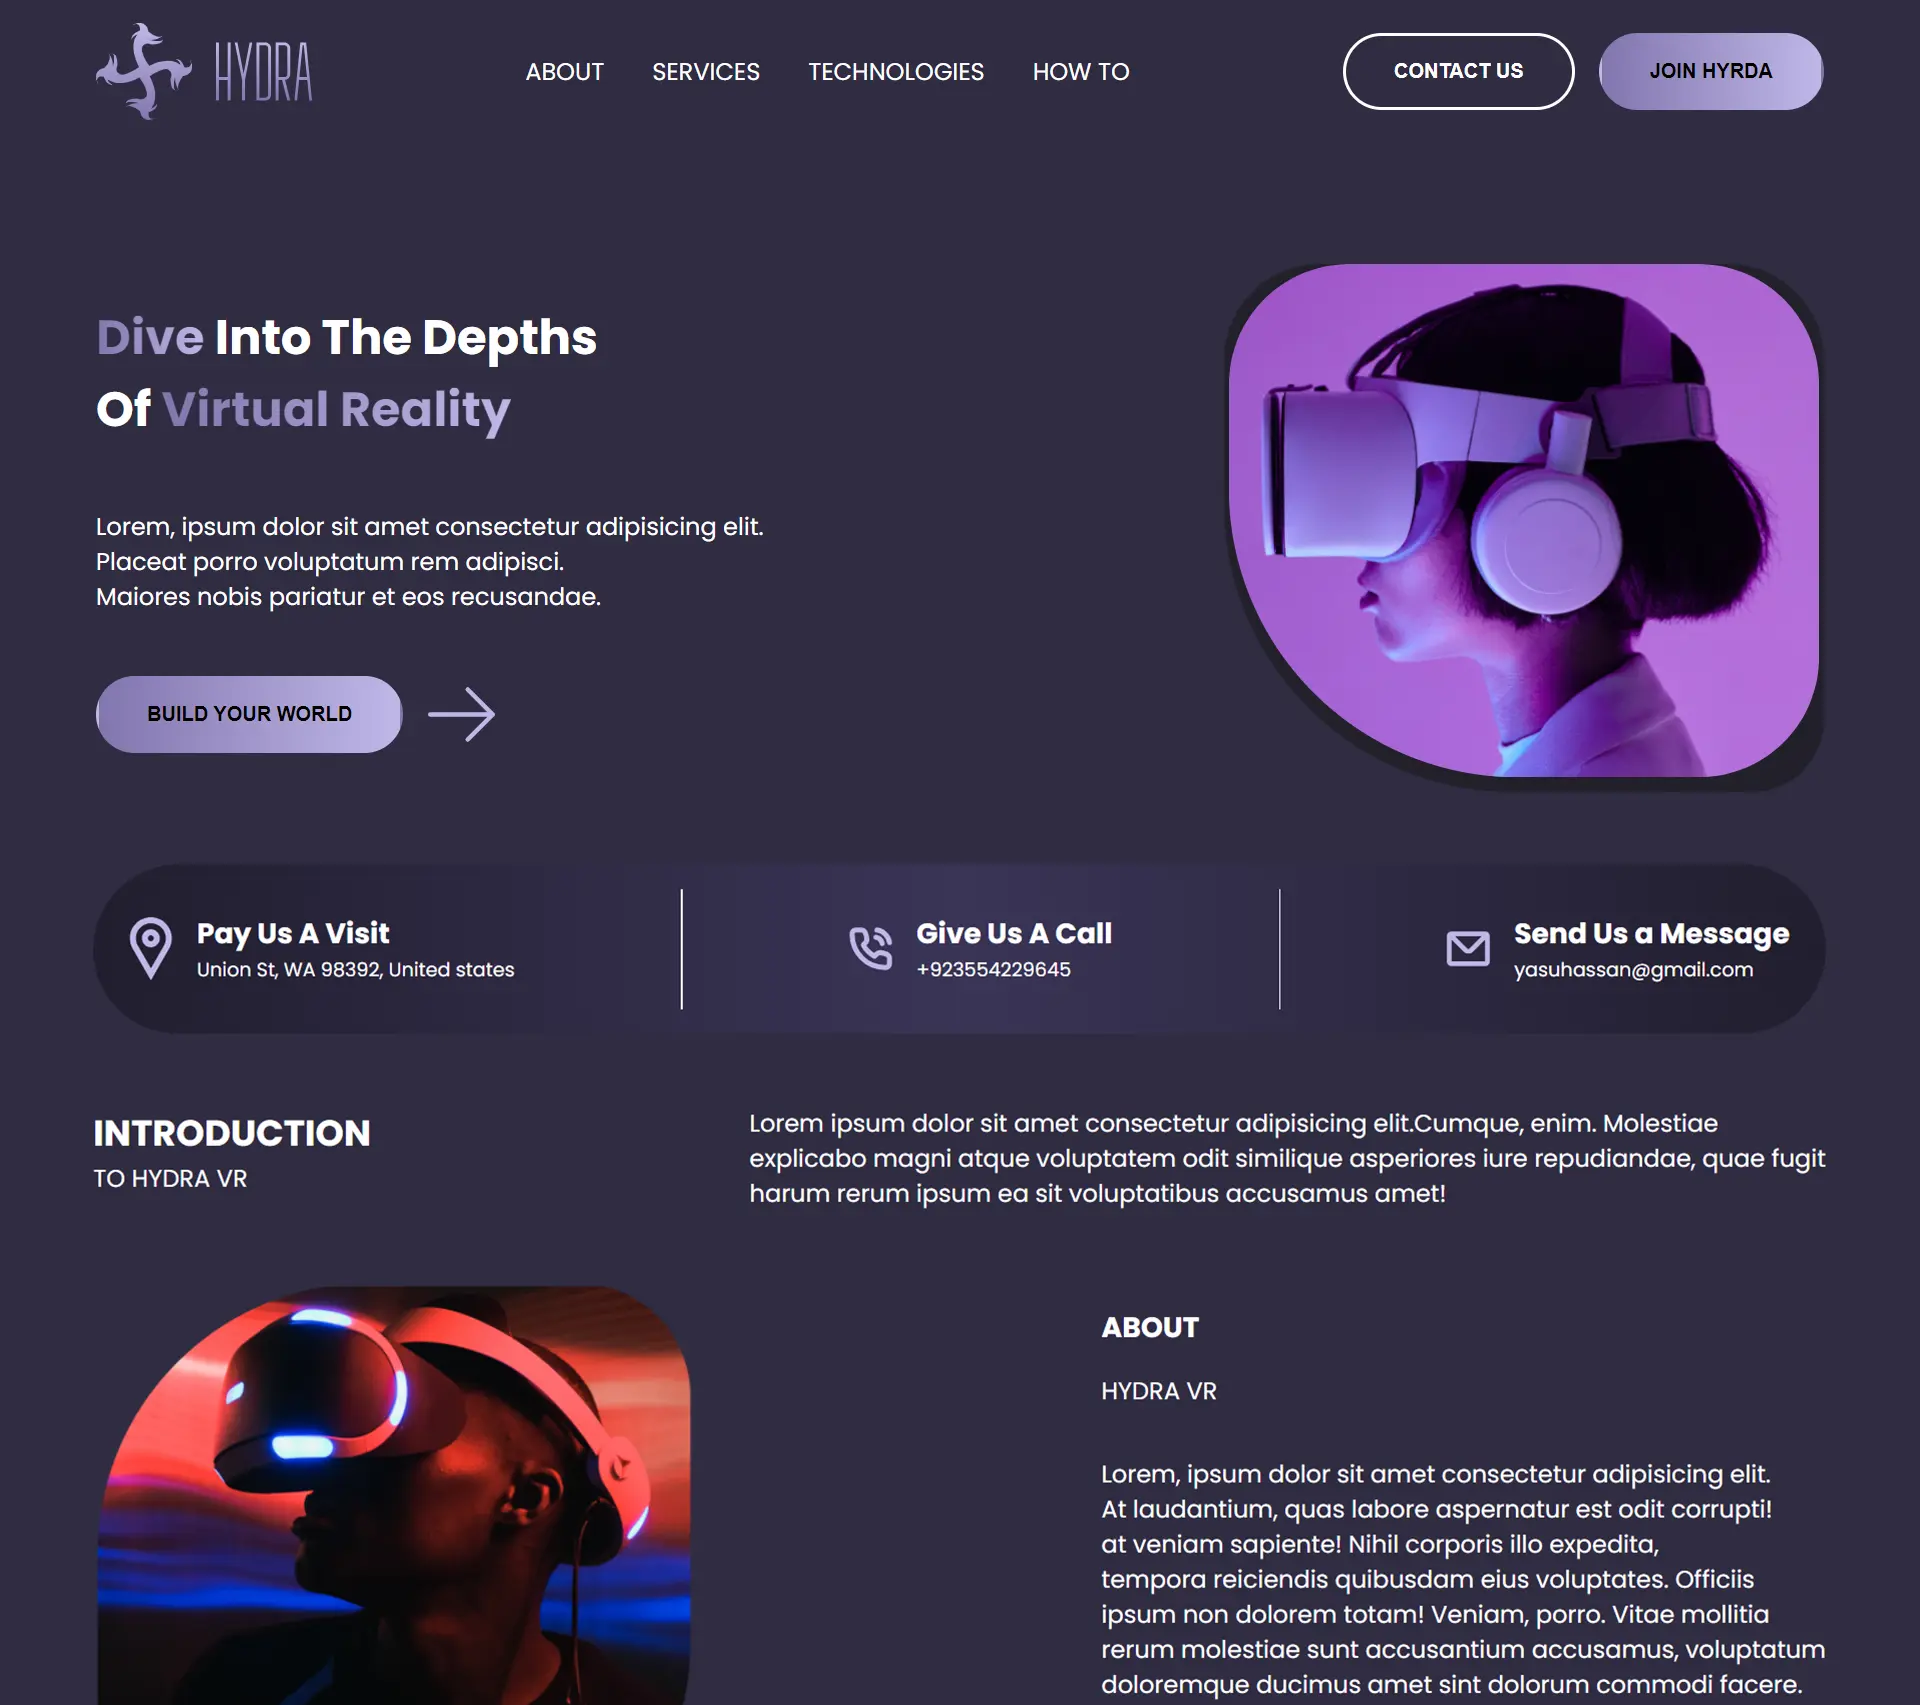 HYDRA
ABOUT SERVICES TECHNOLOGIES HOW TO
CONTACT US
JOIN HYRDA
Dive Into The Depths
Of Virtual Reality
Lorem, ipsum dolor sit amet consectetur adipisicing elit.
Placeat porro voluptatum rem adipisci.
Maiores nobis pariatur et eos recusandae.
BUILD YOUR WORLD
Pay Us A Visit
Union St, WA 98392, United states
Give Us A Call
+923554229645
Send Us a Message
yasuhassan@gmail.com
INTRODUCTION
TO HYDRA VR
Lorem ipsum dolor sit amet consectetur adipisicing elit.Cumque, enim. Molestiae
explicabo magni atque voluptatem odit similique asperiores iure repudiandae, quae fugit
harum rerum ipsum ea sit voluptatibus accusamus amet!
ABOUT
HYDRA VR
Lorem, ipsum dolor sit amet consectetur adipisicing elit.
At laudantium, quas labore aspernatur est odit corrupti!
at veniam sapiente! Nihil corporis illo expedita,
tempora reiciendis quibusdam eius voluptates. Officiis
ipsum non dolorem totam! Veniam, porro. Vitae mollitia
rerum molestiae sunt accusantium accusamus, voluptatum
doloremque ducimus amet sint dolorum commodi facere.